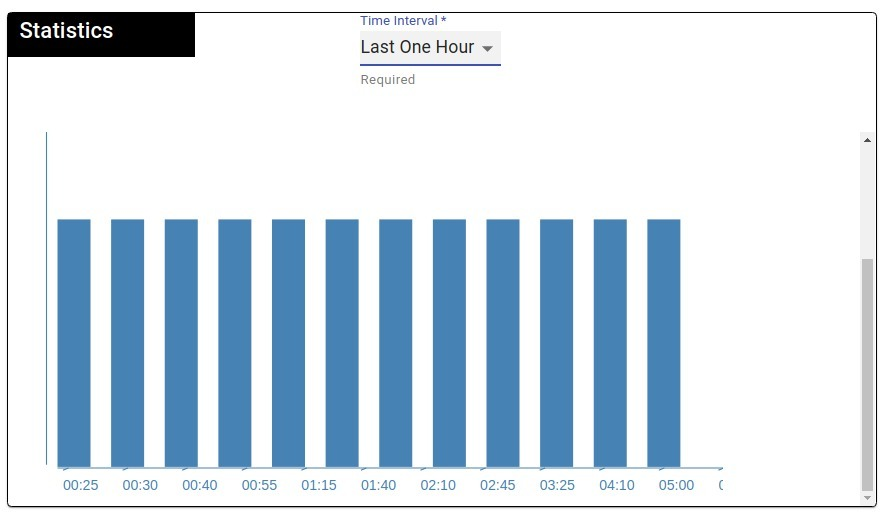 Statistics
Time Interval *
Last One Hour
Required
00:25 00:30 00:40 00:55 01:15 01:40 02:10 02:45 03:25 04:10 05:00